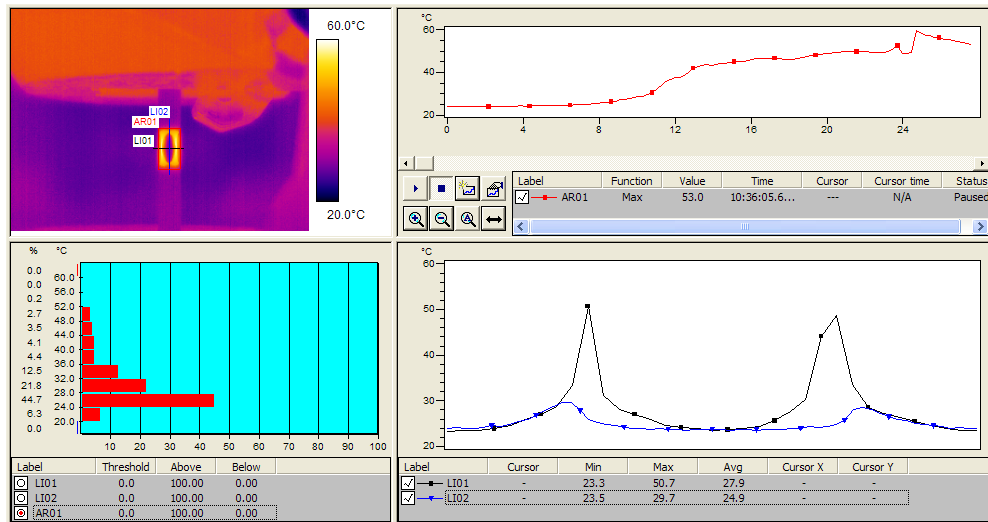 60.0°C
LI02
AR01
LI01
20.0°C
°C
60
40
20
0 4 8 12 16 20 24
Label Function Value Time Cursor Cursor time Status
AR01 Max 53.0 10:36:05.6... --- N/A Paused
% °C
0.0
0.0 60.0
0.2 56.0
2.7 52.0
3.5 48.0
4.1 44.0
4.4 40.0
12.5 36.0
21.8 32.0
44.7 28.0
6.3 24.0
0.0 20.0
10 20 30 40 50 60 70 80 90 100
Label Threshold Above Below
LI01 0.0 100.00 0.00
LI02 0.0 100.00 0.00
AR01 0.0 100.00 0.00
°C
60
50
40
30
20
Label Cursor Min Max Avg Cursor X Cursor Y
LI01 - 23.3 50.7 27.9 - -
LI02 - 23.5 29.7 24.9 - -